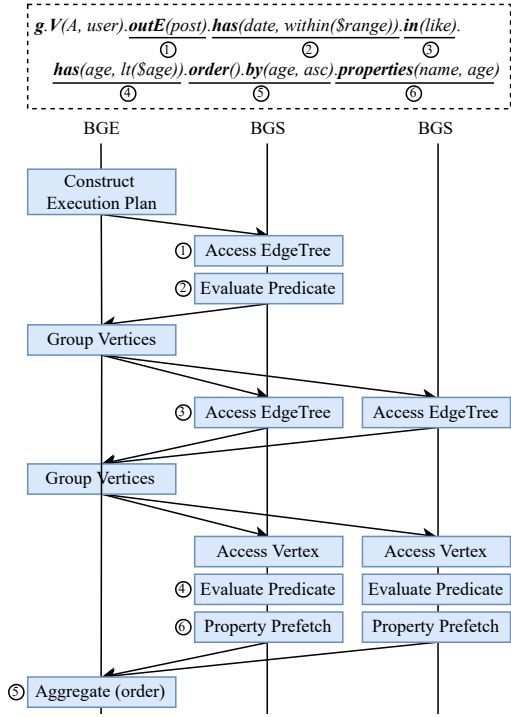 g.V(A, user).outE(post).has(date, within($range)).in(like).
① ② ③
has(age, lt($age)).order().by(age, asc).properties(name, age)
④ ⑤ ⑥
BGE BGS BGS
Construct
Execution Plan
① Access EdgeTree
② Evaluate Predicate
Group Vertices
③ Access EdgeTree Access EdgeTree
Group Vertices
Access Vertex Access Vertex
④ Evaluate Predicate Evaluate Predicate
⑥ Property Prefetch Property Prefetch
⑤ Aggregate (order)